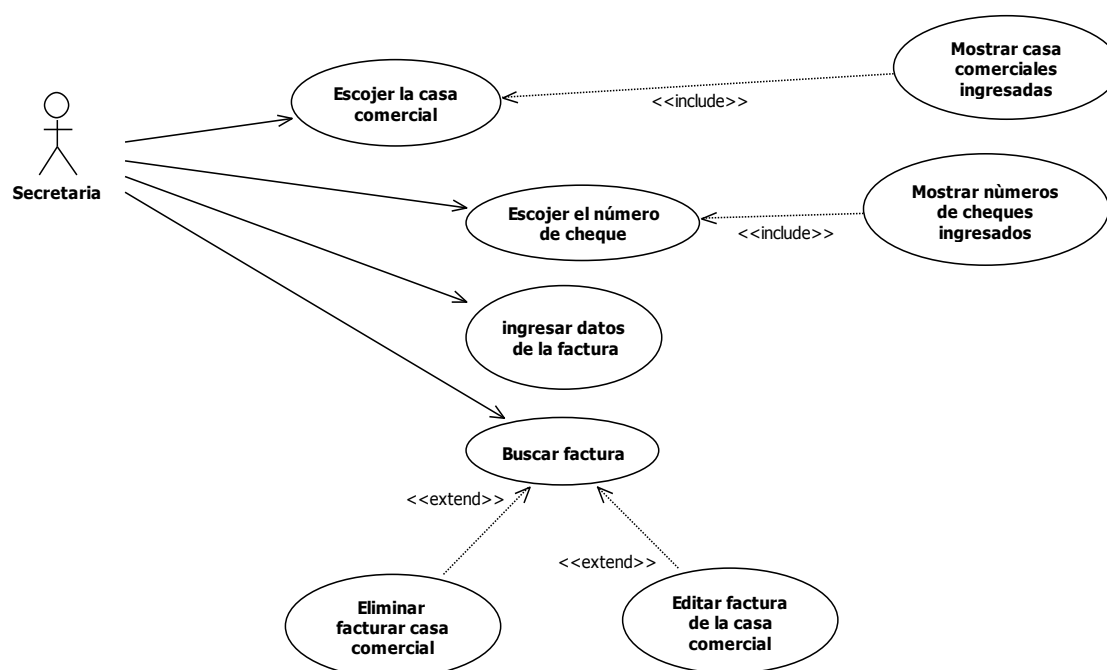 Mostrar casa
comerciales
ingresadas
Escojer la casa
comercial
<<include>>
Secretaria
Mostrar nùmeros
de cheques
ingresados
Escojer el número
de cheque
<<include>>
ingresar datos
de la factura
Buscar factura
<<extend>>
<<extend>>
Eliminar
facturar casa
comercial
Editar factura
de la casa
comercial